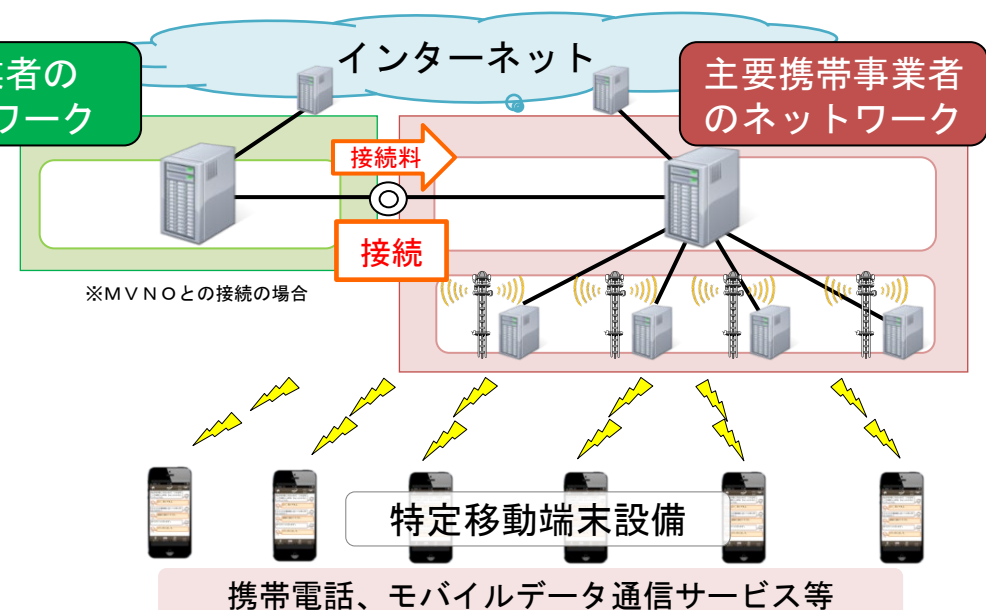 インターネット
者の
ワーク
主要携帯事業者
のネットワーク
接続料
接続
※ＭＶＮＯとの接続の場合
特定移動端末設備
携帯電話、モバイルデータ通信サービス等